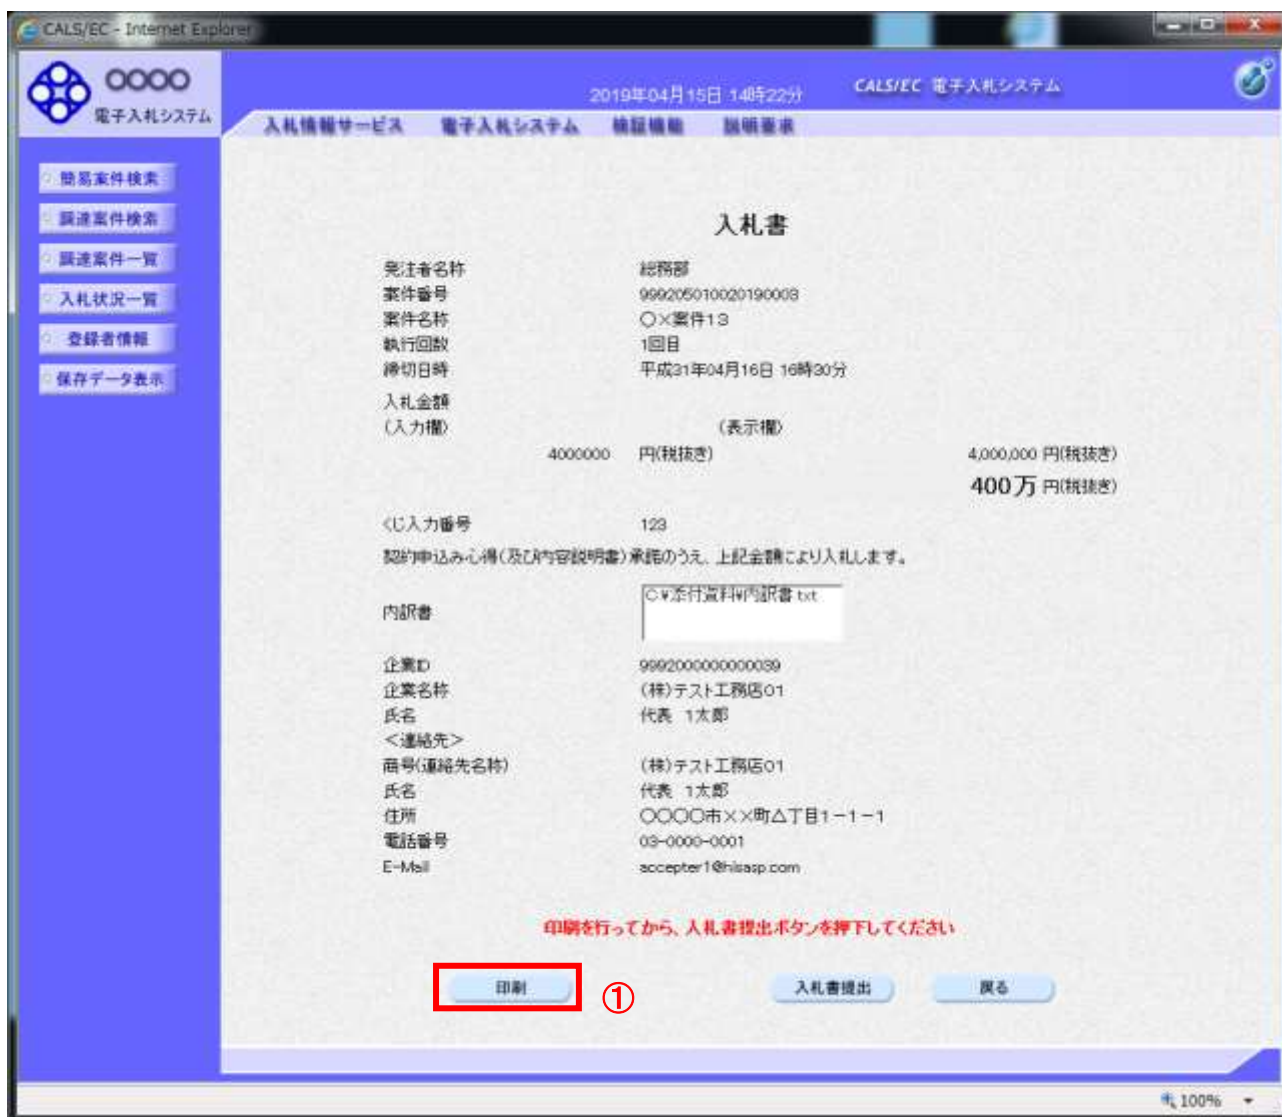 CALS/EC - Internet Explorer
○○○○
電子入札システム
2019年04月15日 14時22分
CALS/EC 電子入札システム
入札情報サービス 電子入札システム 検証機能 説明要求
簡易案件検索
調達案件検索
調達案件一覧
入札状況一覧
登録者情報
保存データ表示
入札書
発注者名称 総務部
案件番号 999205010020190003
案件名称 ○×案件13
執行回数 1回目
締切日時 平成31年04月16日 16時30分
入札金額
(入力欄) (表示欄)
4000000 円(税抜き) 4,000,000 円(税抜き)
400万 円(税抜き)
くじ入力番号 123
契約申込み心得(及び内容説明書)承諾のうえ、上記金額により入札します。
内訳書 C:¥添付資料¥内訳書.txt
企業ID 9992000000000039
企業名称 (株)テスト工務店01
氏名 代表 1太郎
<連絡先>
商号(連絡先名称) (株)テスト工務店01
氏名 代表 1太郎
住所 ○○○○市××町△丁目1-1-1
電話番号 03-0000-0001
E-Mail accepter1@hisasp.com
印刷を行ってから、入札書提出ボタンを押下してください
印刷 ① 入札書提出 戻る
100%